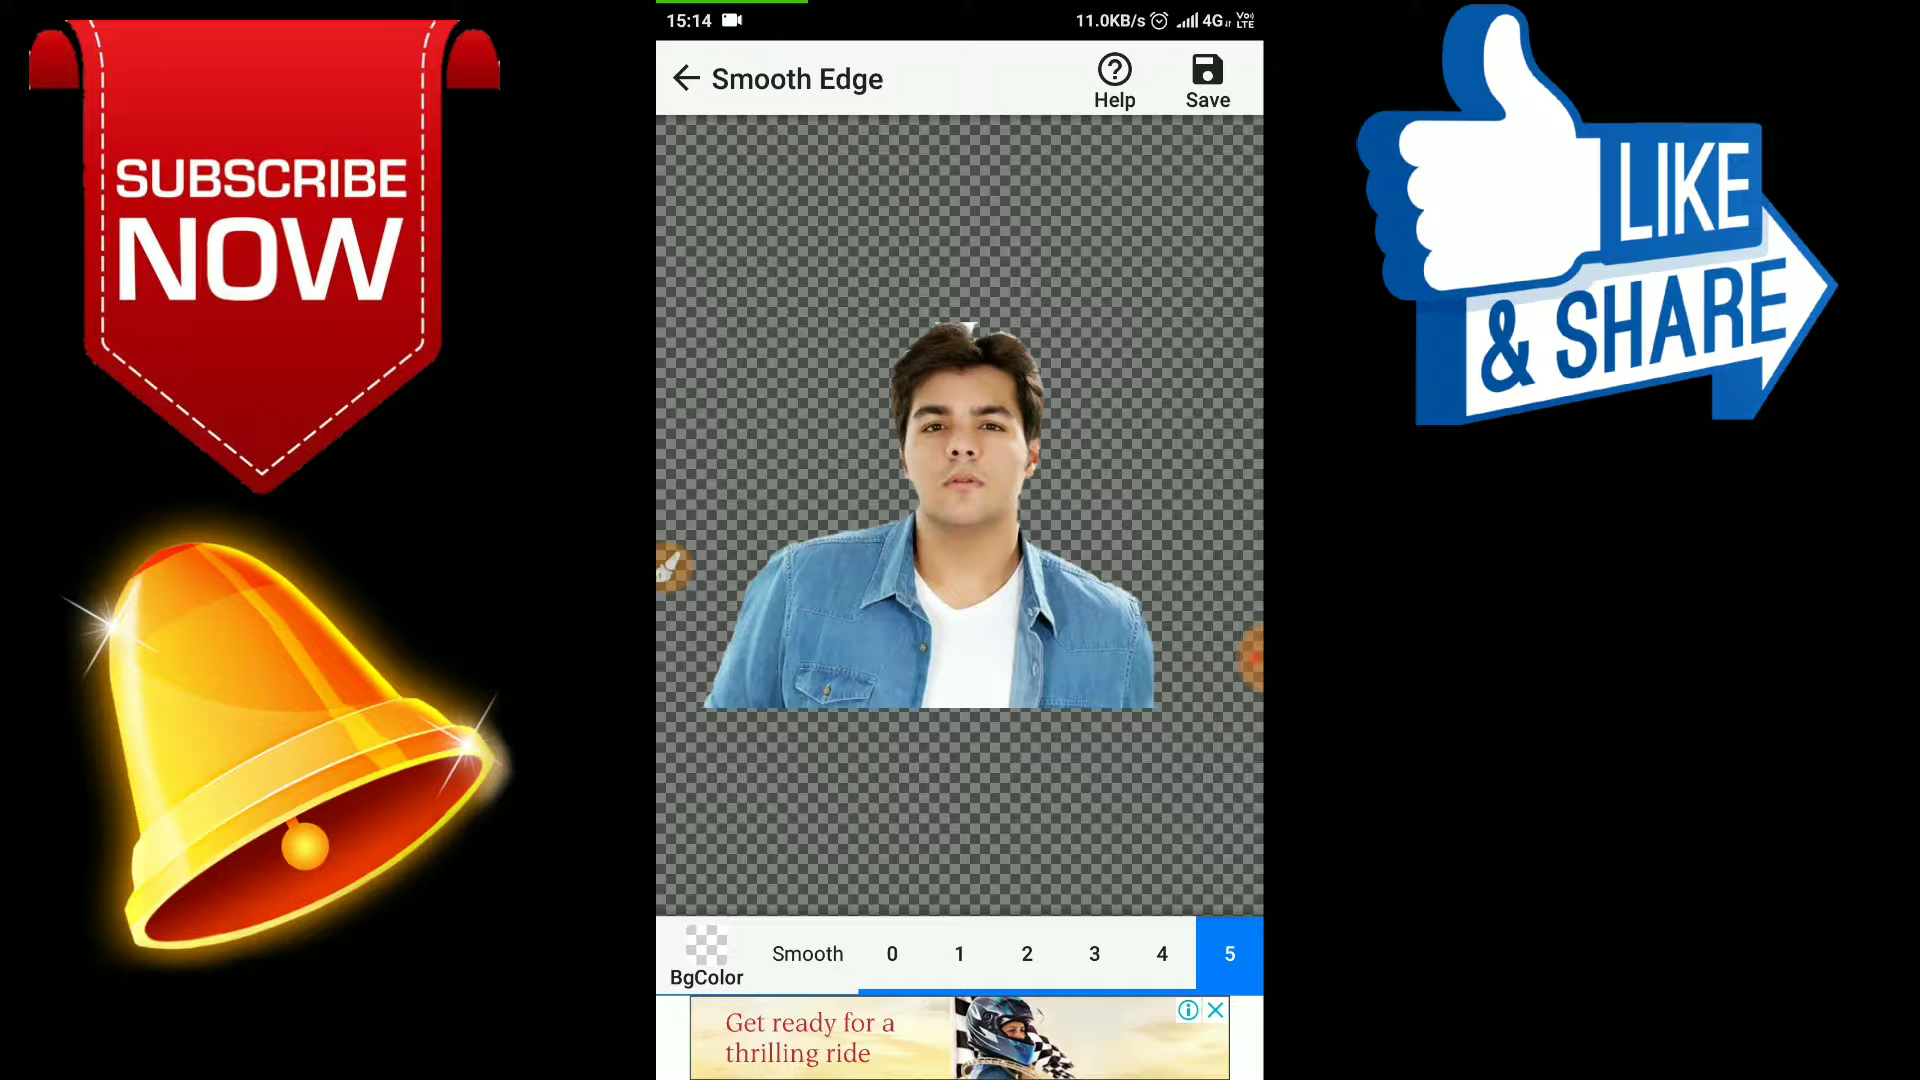 SUBSCRIBE
NOW
15:14
11.0KB/s 4G VoLTE
Smooth Edge
Help
Save
LIKE
& SHARE
BgColor
Smooth 0 1 2 3 4 5
Get ready for a
thrilling ride